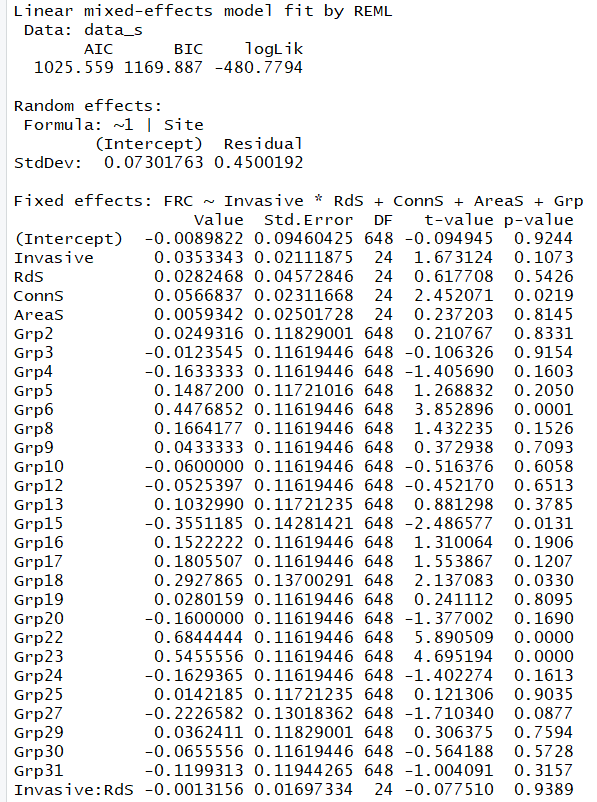 Linear mixed-effects model fit by REML
Data: data_s
AIC BIC logLik
1025.559 1169.887 -480.7794
Random effects:
Formula: ~1 | Site
(Intercept) Residual
StdDev: 0.07301763 0.4500192
Fixed effects: FRC ~ Invasive * RdS + ConnS + AreaS + Grp
Value Std.Error DF t-value p-value
(Intercept) -0.0089822 0.09460425 648 -0.094945 0.9244
Invasive 0.0353343 0.02111875 24 1.673124 0.1073
RdS 0.0282468 0.04572846 24 0.617708 0.5426
ConnS 0.0566837 0.02311668 24 2.452071 0.0219
AreaS 0.0059342 0.02501728 24 0.237203 0.8145
Grp2 0.0249316 0.11829001 648 0.210767 0.8331
Grp3 -0.0123545 0.11619446 648 -0.106326 0.9154
Grp4 -0.1633333 0.11619446 648 -1.405690 0.1603
Grp5 0.1487200 0.11721016 648 1.268832 0.2050
Grp6 0.4476852 0.11619446 648 3.852896 0.0001
Grp8 0.1664177 0.11619446 648 1.432235 0.1526
Grp9 0.0433333 0.11619446 648 0.372938 0.7093
Grp10 -0.0600000 0.11619446 648 -0.516376 0.6058
Grp12 -0.0525397 0.11619446 648 -0.452170 0.6513
Grp13 0.1032990 0.11721235 648 0.881298 0.3785
Grp15 -0.3551185 0.14281421 648 -2.486577 0.0131
Grp16 0.1522222 0.11619446 648 1.310064 0.1906
Grp17 0.1805507 0.11619446 648 1.553867 0.1207
Grp18 0.2927865 0.13700291 648 2.137083 0.0330
Grp19 0.0280159 0.11619446 648 0.241112 0.8095
Grp20 -0.1600000 0.11619446 648 -1.377002 0.1690
Grp22 0.6844444 0.11619446 648 5.890509 0.0000
Grp23 0.5455556 0.11619446 648 4.695194 0.0000
Grp24 -0.1629365 0.11619446 648 -1.402274 0.1613
Grp25 0.0142185 0.11721235 648 0.121306 0.9035
Grp27 -0.2226582 0.13018362 648 -1.710340 0.0877
Grp29 0.0362411 0.11829001 648 0.306375 0.7594
Grp30 -0.0655556 0.11619446 648 -0.564188 0.5728
Grp31 -0.1199313 0.11944265 648 -1.004091 0.3157
Invasive:RdS -0.0013156 0.01697334 24 -0.077510 0.9389